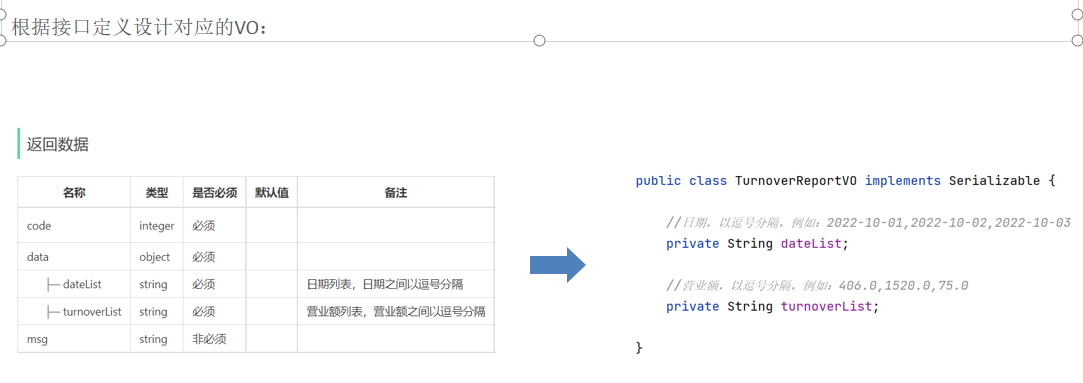 根据接口定义设计对应的VO：
返回数据
名称 类型 是否必须 默认值 备注
code integer 必须
data object 必须
├─ dateList string 必须 日期列表，日期之间以逗号分隔
├─ turnoverList string 必须 营业额列表，营业额之间以逗号分隔
msg string 非必须
public class TurnoverReportVO implements Serializable {
//日期，以逗号分隔，例如：2022-10-01,2022-10-02,2022-10-03
private String dateList;
//营业额，以逗号分隔，例如：406.0,1520.0,75.0
private String turnoverList;
}